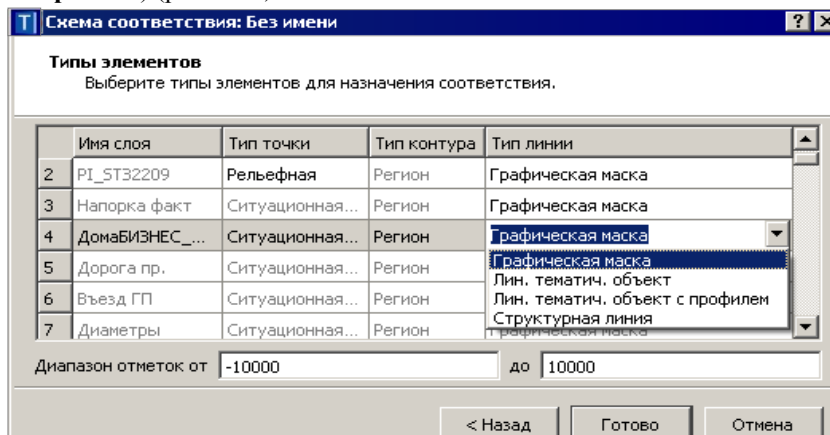 Схема соответствия: Без имени
Типы элементов
Выберите типы элементов для назначения соответствия.
Имя слоя Тип точки Тип контура Тип линии
2 PI_ST32209 Рельефная Регион Графическая маска
3 Напорка факт Ситуационная... Регион Графическая маска
4 ДомаБИЗНЕС_... Ситуационная... Регион Графическая маска
5 Дорога пр. Ситуационная... Регион Графическая маска
Лин. тематич. объект
6 Въезд ГП Ситуационная... Регион Лин. тематич. объект с профилем
7 Диаметры Ситуационная... Регион Структурная линия
Диапазон отметок от -10000 до 10000
< Назад Готово Отмена